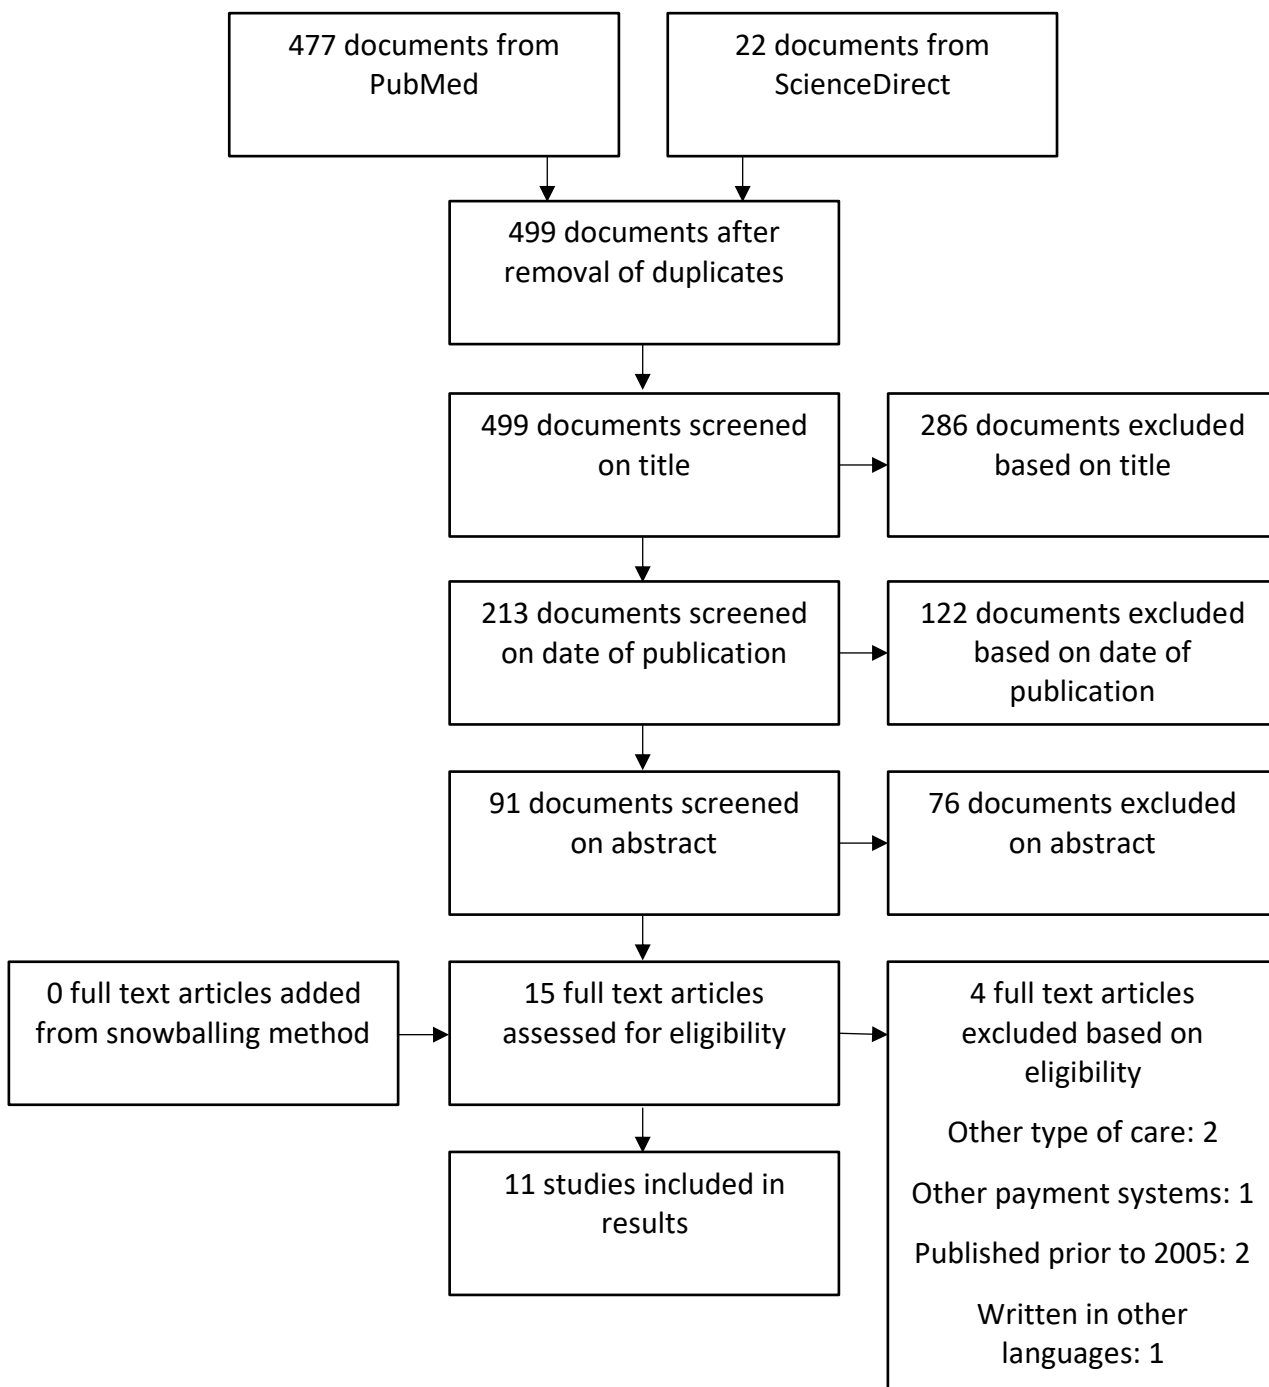 477 documents from
PubMed
22 documents from
ScienceDirect
499 documents after
removal of duplicates
499 documents screened
on title
286 documents excluded
based on title
213 documents screened
on date of publication
122 documents excluded
based on date of
publication
91 documents screened
on abstract
76 documents excluded
on abstract
0 full text articles added
from snowballing method
15 full text articles
assessed for eligibility
4 full text articles
excluded based on
eligibility
Other type of care: 2
Other payment systems: 1
Published prior to 2005: 2
Written in other
languages: 1
11 studies included in
results